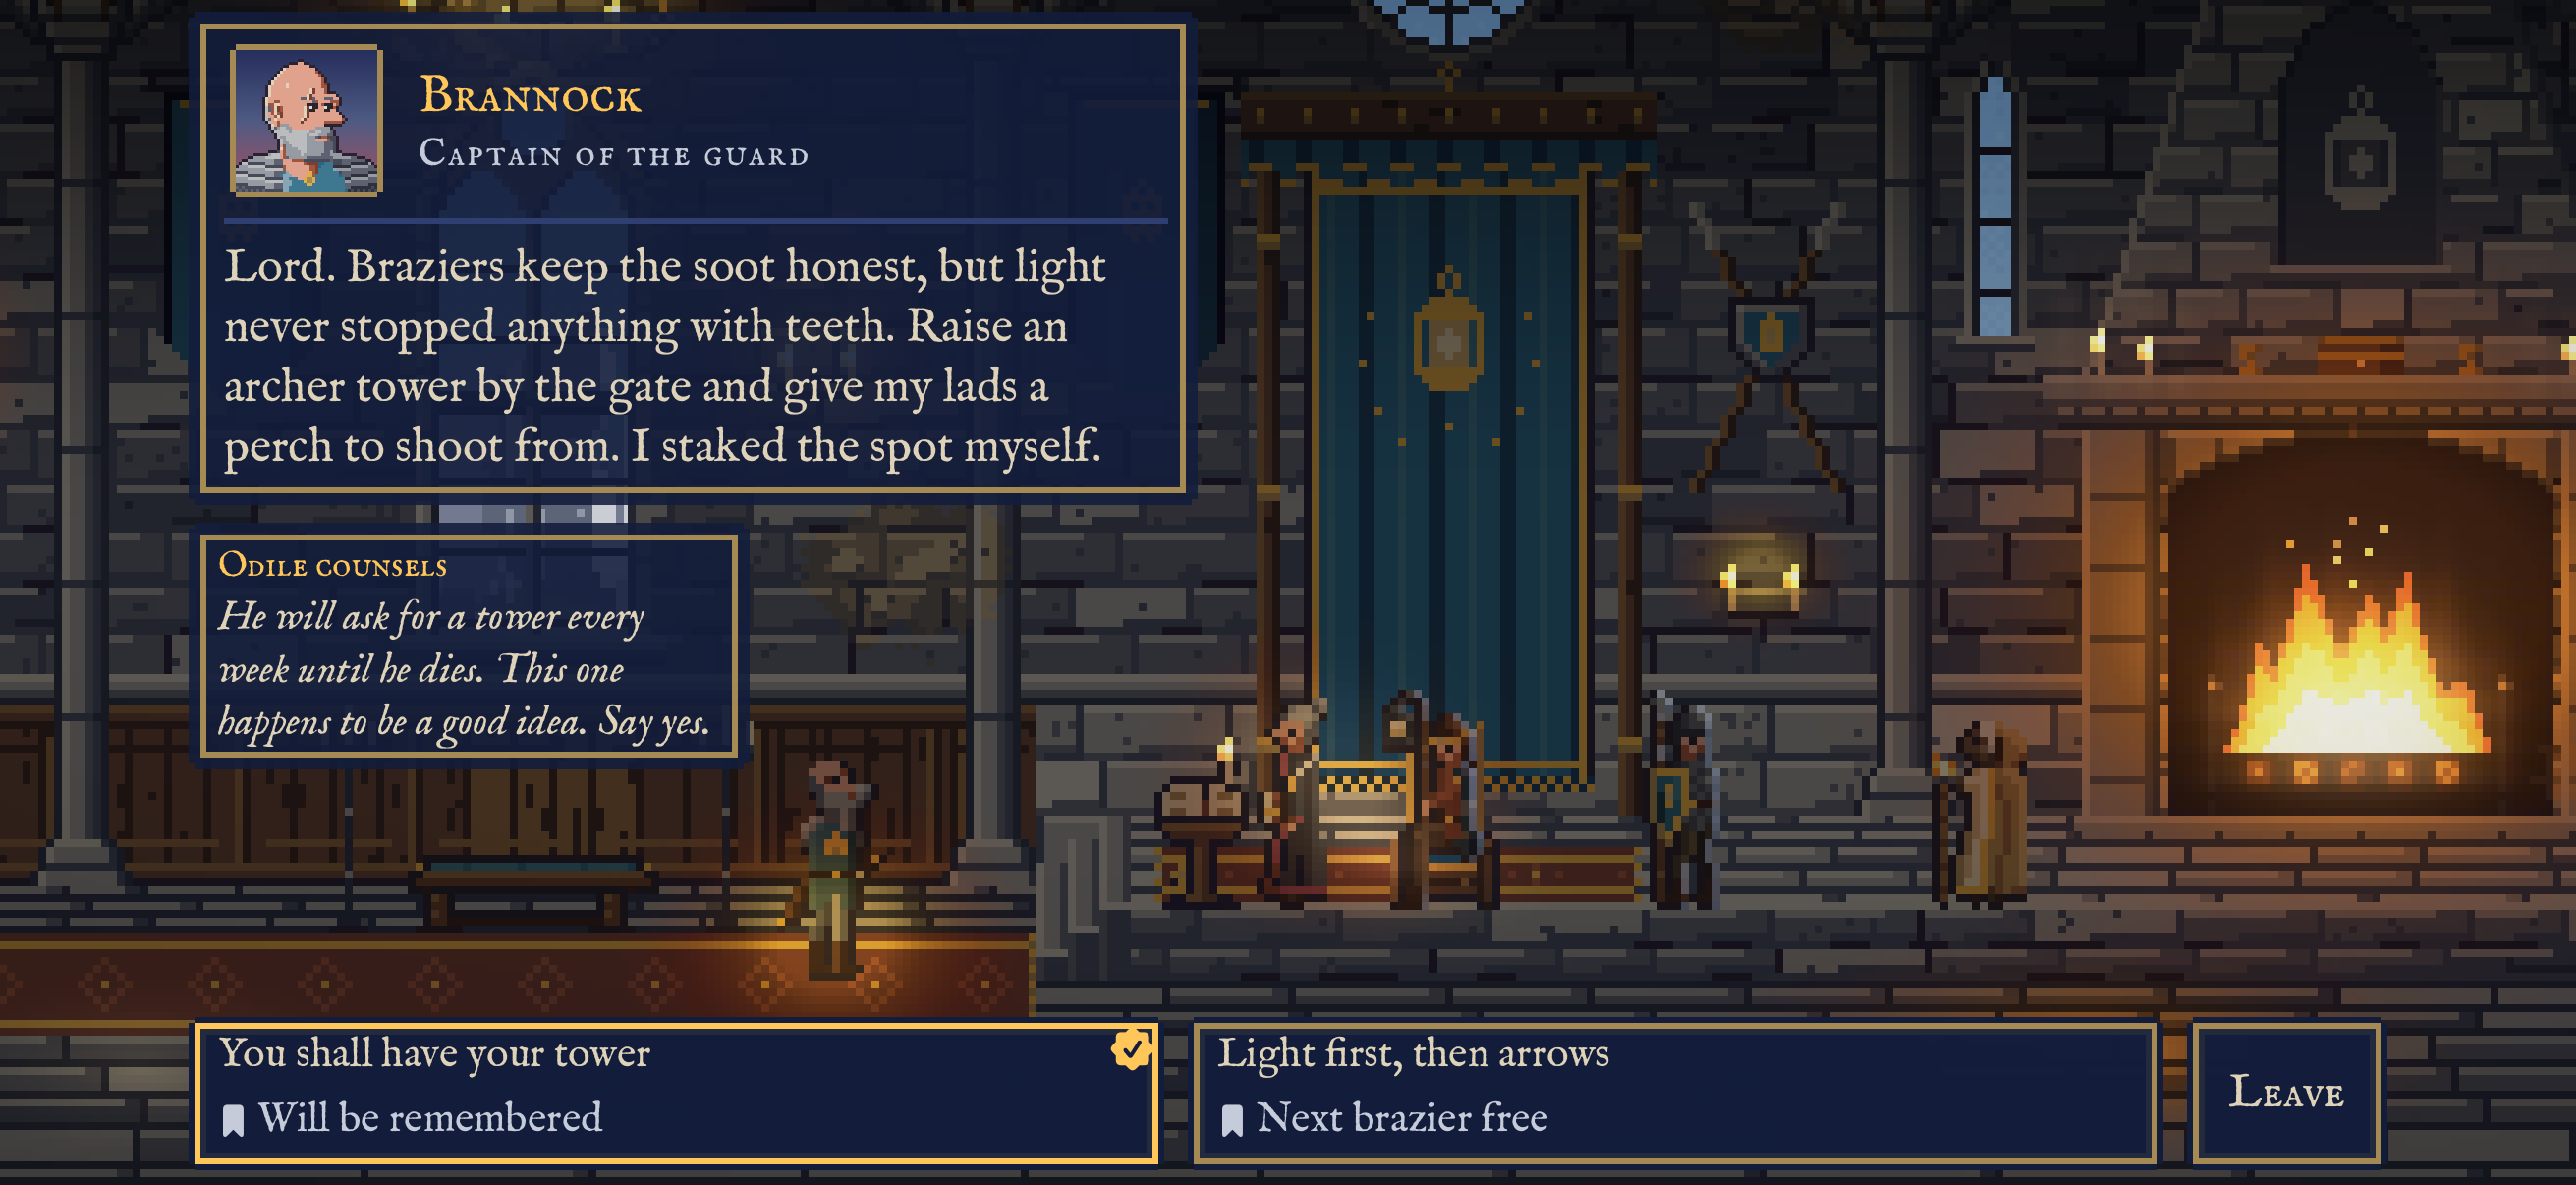 Brannock
Captain of the guard
Lord. Braziers keep the soot honest, but light
never stopped anything with teeth. Raise an
archer tower by the gate and give my lads a
perch to shoot from. I staked the spot myself.
Odile counsels
He will ask for a tower every
week until he dies. This one
happens to be a good idea. Say yes.
You shall have your tower
Will be remembered
Light first, then arrows
Next brazier free
Leave